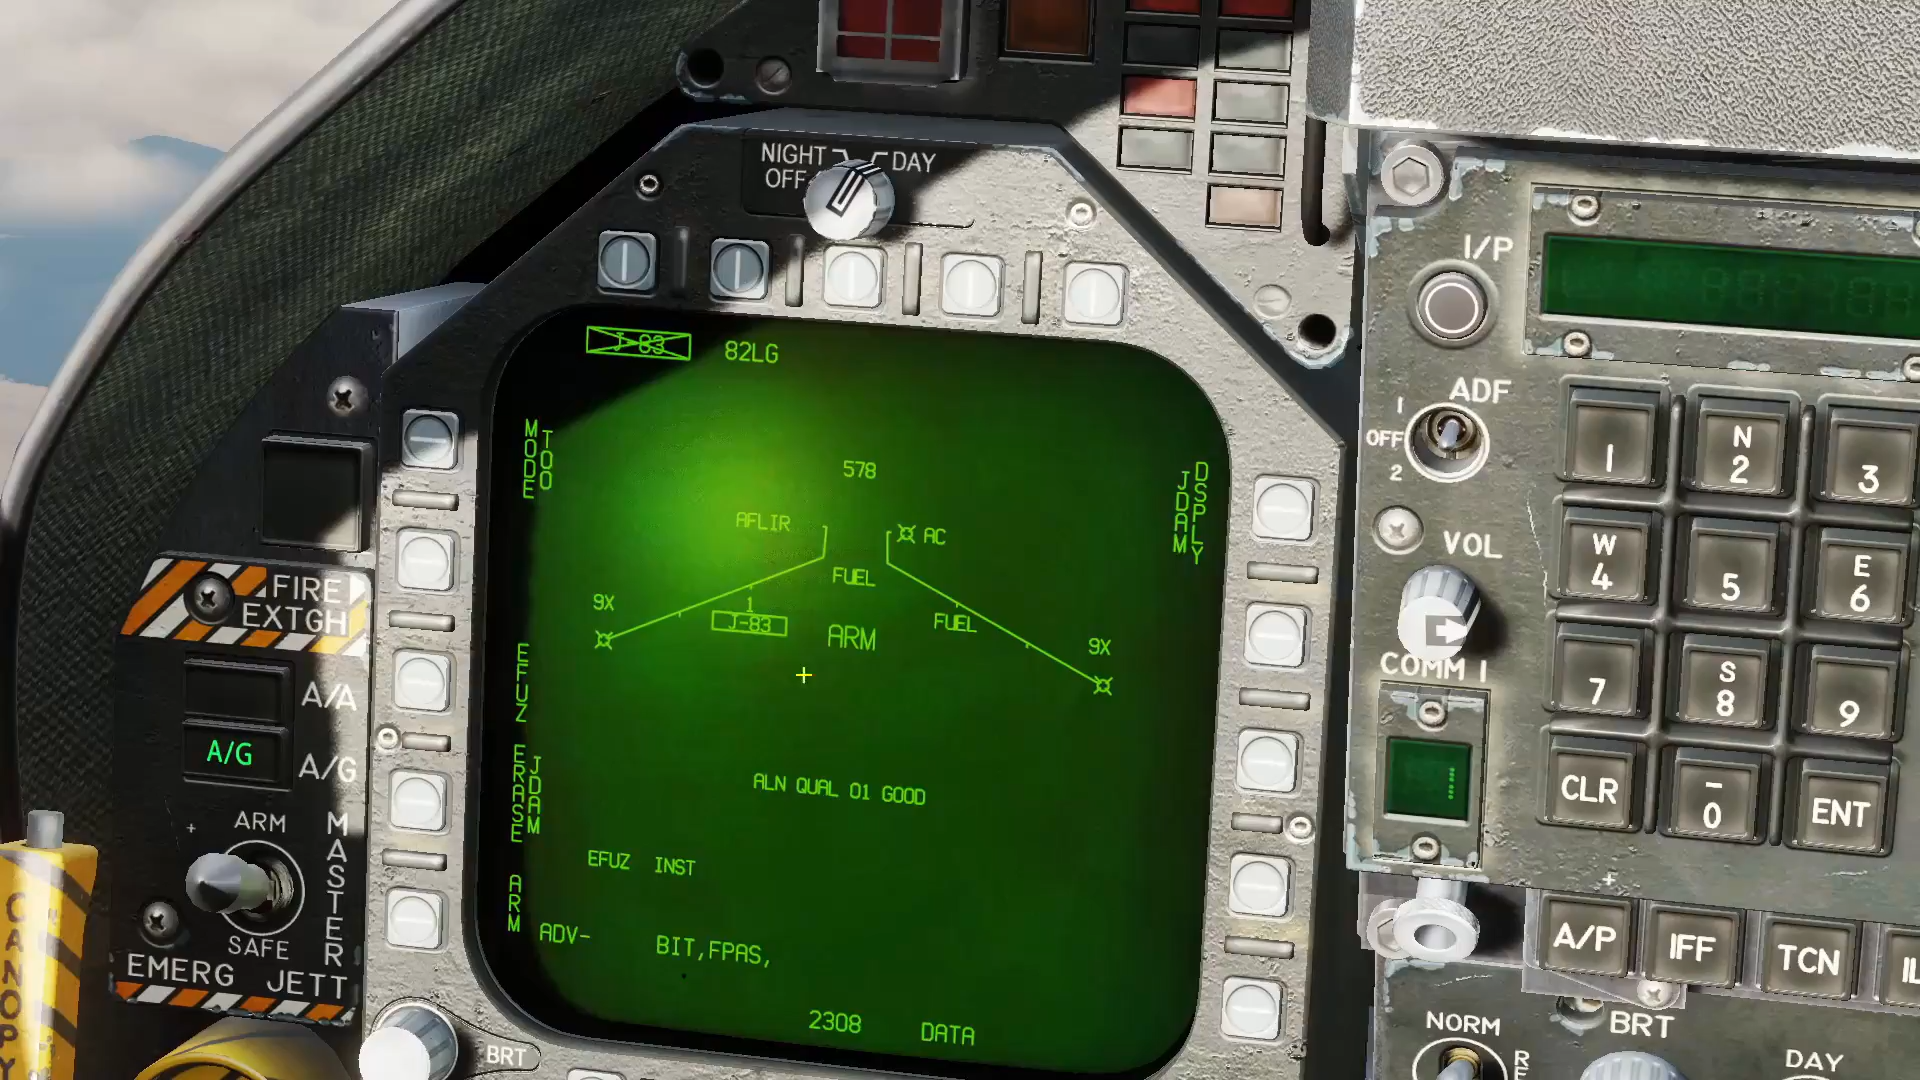 NIGHT DAY
OFF
I/P
J-83 82LG
ADF
1
OFF
2
1 N 2 3
MODE
TOO
578
JDAM
DSPLY
AFLIR
AC
W 4 5 E 6
VOL
FUEL
FIRE
EXTGH
9X
1
J-83
ARM
FUEL
9X
COMM 1
7 S 8 9
EFUZ
A/A
A/G
A/G
ERASE
JDAM
ALN QUAL 01 GOOD
CLR - 0 ENT
ARM
MASTER
SAFE
EFUZ INST
ARM
ADV-
BIT,FPAS,
CANOPY
EMERG JETT
A/P IFF TCN
2308 DATA
BRT
NORM
BRT
DAY